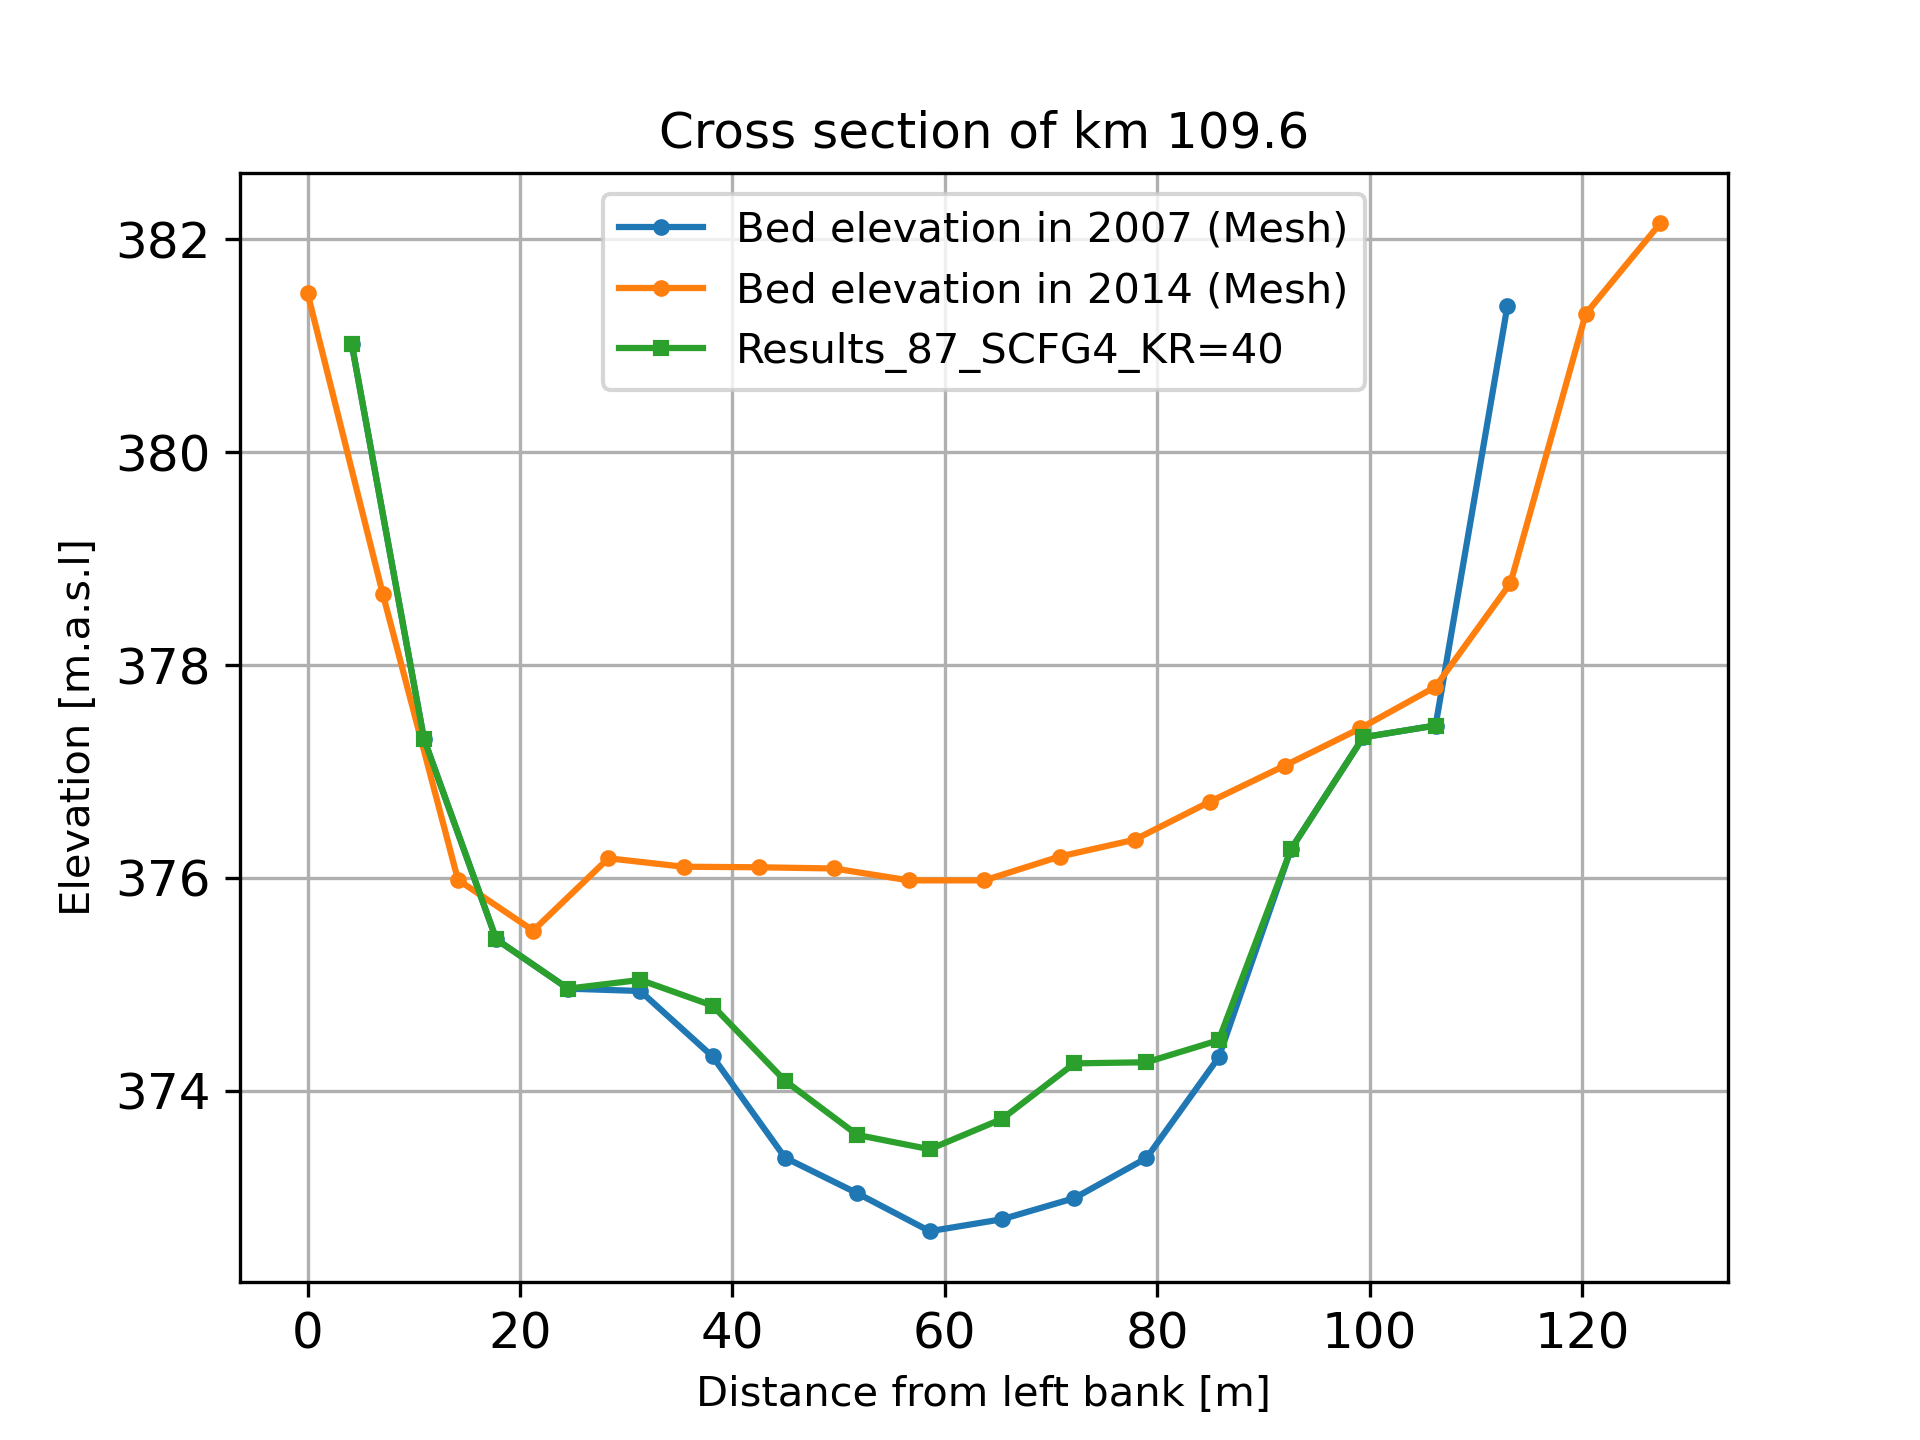 Cross section of km 109.6
Bed elevation in 2007 (Mesh)
Bed elevation in 2014 (Mesh)
Results_87_SCFG4_KR=40
382
380
378
376
374
Elevation [m.a.s.l]
0 20 40 60 80 100 120
Distance from left bank [m]